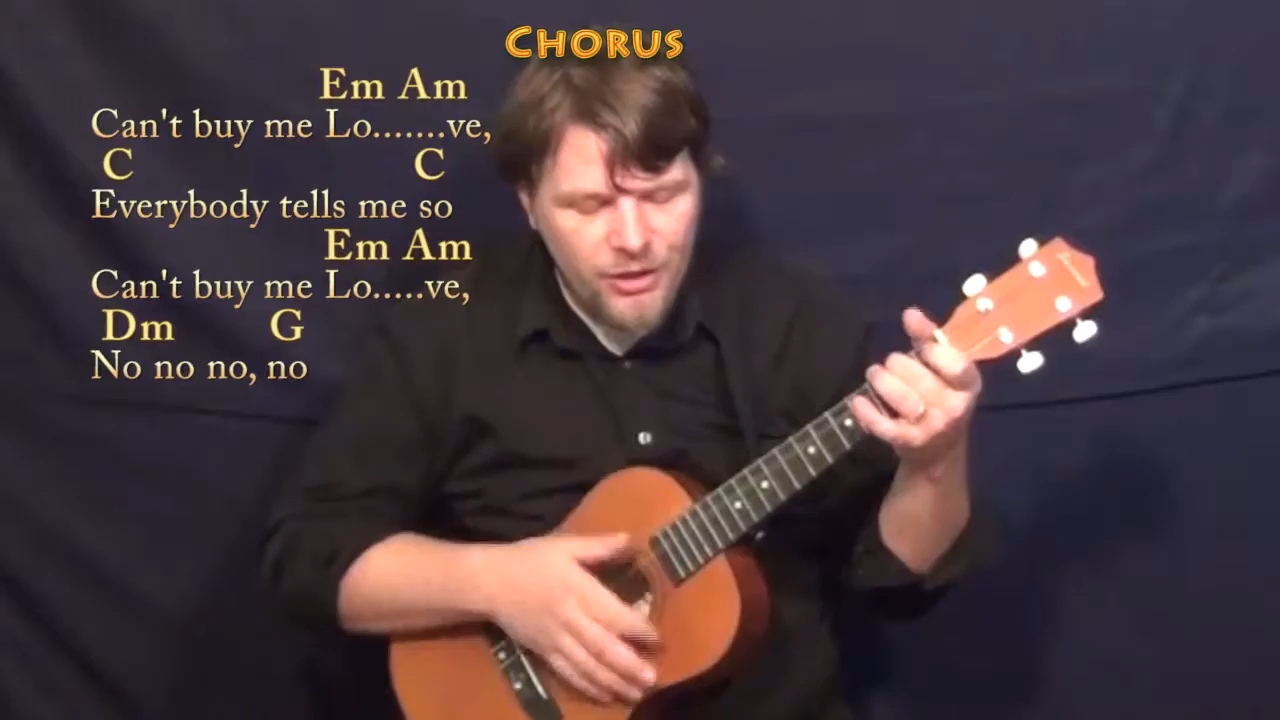 CHORUS
Em Am
Can't buy me Lo.......ve,
C C
Everybody tells me so
Em Am
Can't buy me Lo.....ve,
Dm G
No no no, no